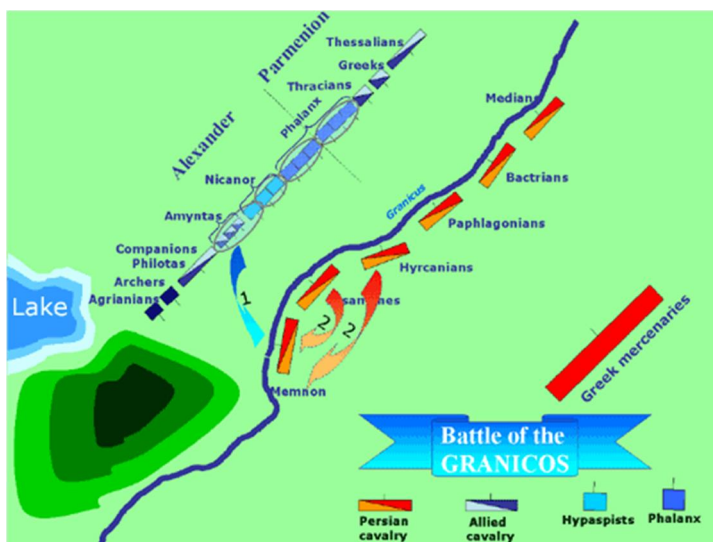 Parmenion
Thessalians
Greeks
Thracians
Phalanx
Alexander
Nicanor
Amyntas
Companions
Philotas
Archers
Agrianians
Lake
Medians
Bactrians
Granicus
Paphlagonians
Hyrcanians
1
2
2
Memnon
Greek mercenaries
Battle of the
GRANICOS
Persian
cavalry
Allied
cavalry
Hypaspists
Phalanx